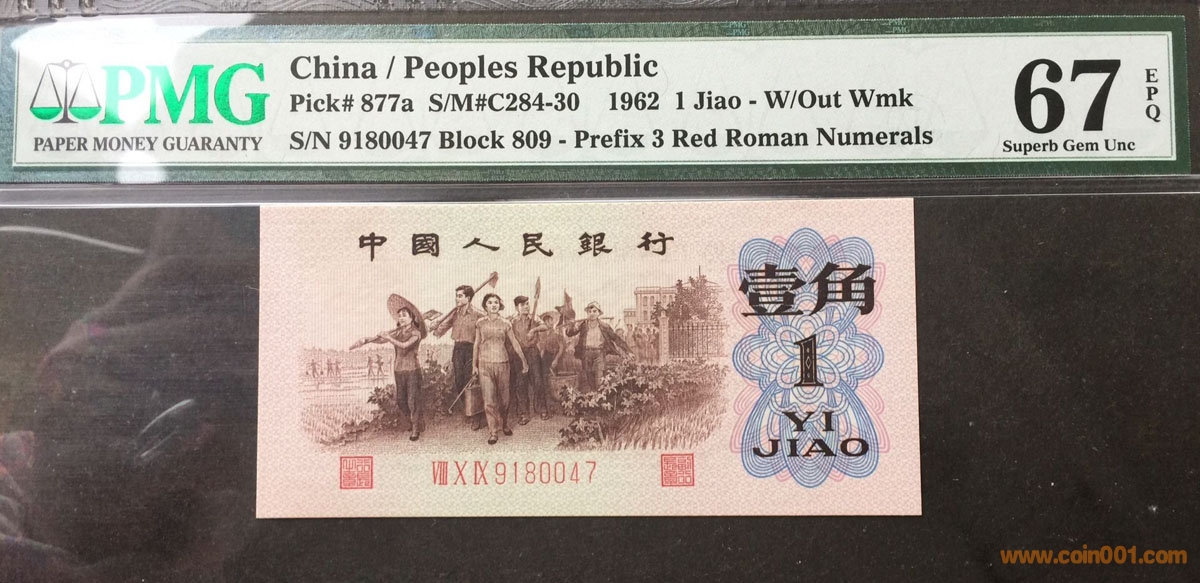 PMG
PAPER MONEY GUARANTY
China / Peoples Republic
Pick# 877a S/M#C284-30 1962 1 Jiao - W/Out Wmk
S/N 9180047 Block 809 - Prefix 3 Red Roman Numerals
67
EPQ
Superb Gem Unc
中國人民銀行
壹角
1
YI
JIAO
VIII X IX 9180047
www.coin001.com